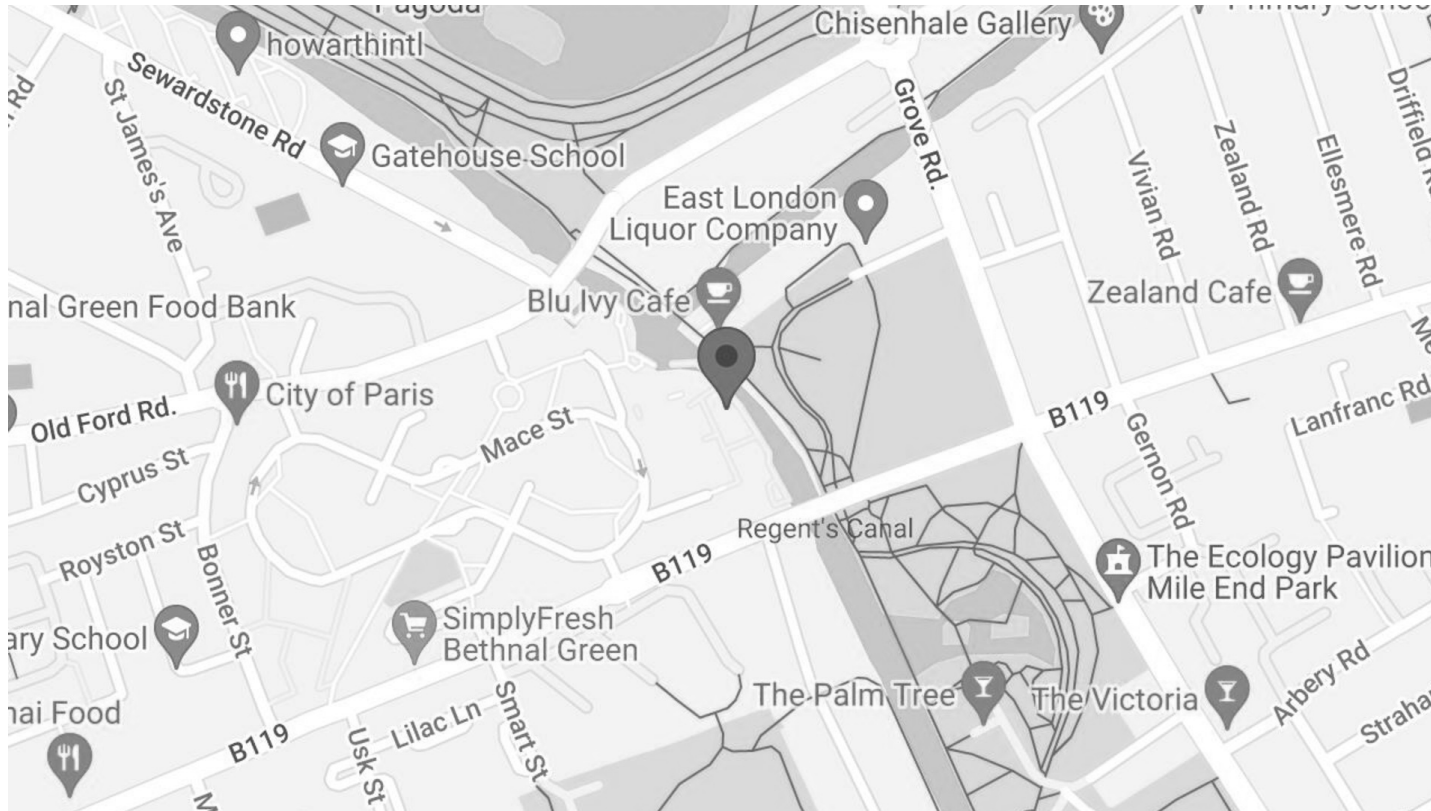 Pagoda
Chisenhale Gallery
howarthintl
Sewardstone Rd
St James's Ave
Gatehouse School
Grove Rd.
Driffield Rd
Zealand Rd
Ellesmere Rd
Vivian Rd
East London
Liquor Company
Blu Ivy Cafe
Zealand Cafe
nal Green Food Bank
City of Paris
Old Ford Rd.
Mace St
B119
Lanfranc Rd
Gernon Rd
Cyprus St
Royston St
Bonner St
Regent's Canal
B119
The Ecology Pavilion
Mile End Park
ary School
SimplyFresh
Bethnal Green
The Palm Tree
The Victoria
Arbery Rd
nai Food
B119
Usk St
Lilac Ln
Smart St
Straha